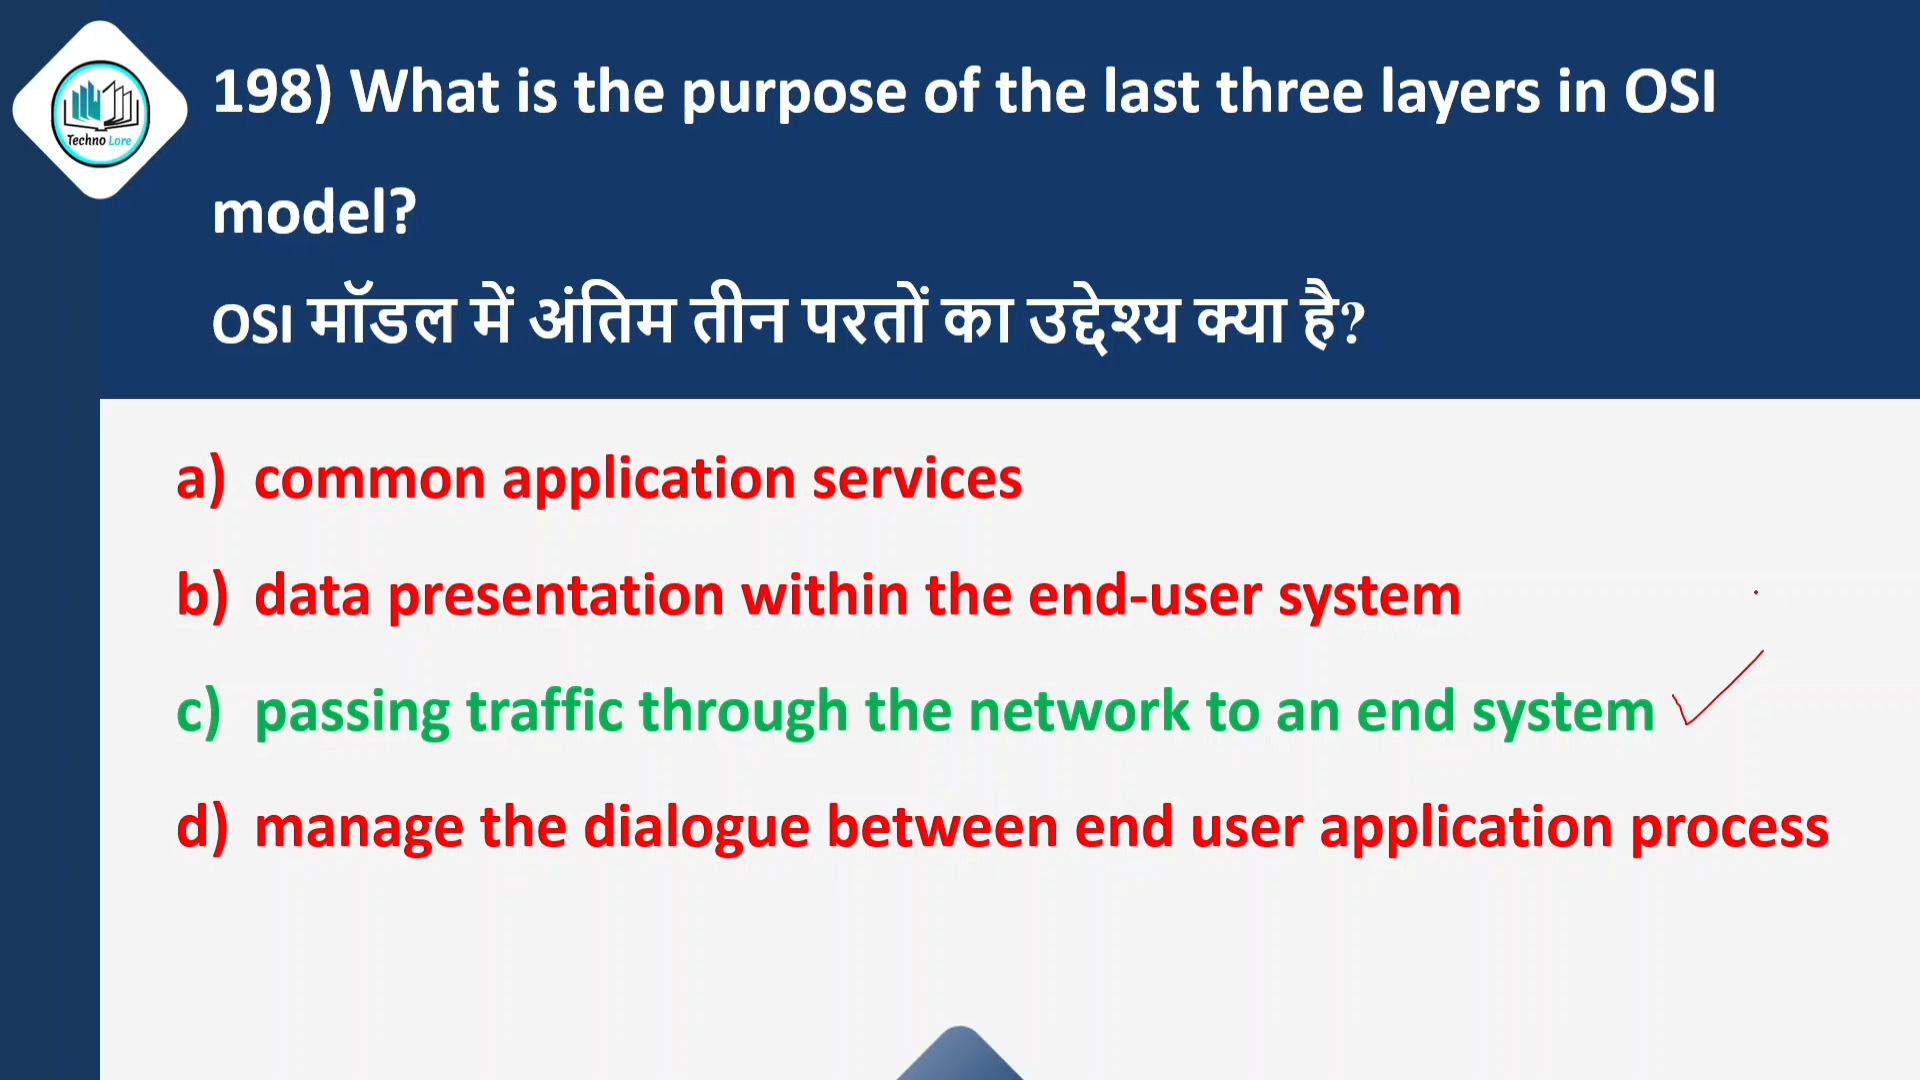 Techno Lore
198) What is the purpose of the last three layers in OSI
model?
OSI मॉडल में अंतिम तीन परतों का उद्देश्य क्या है?
a) common application services
b) data presentation within the end-user system
c) passing traffic through the network to an end system
d) manage the dialogue between end user application process